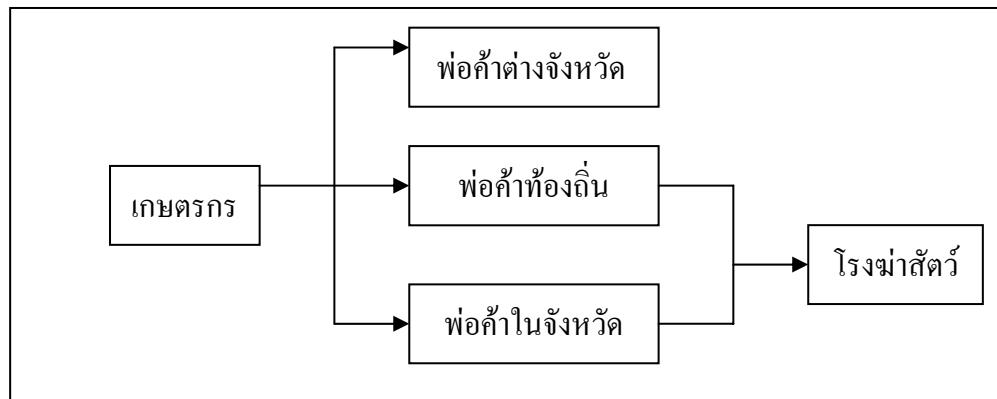 พ่อค้าต่างจังหวัด
เกษตรกร
พ่อค้าท้องถิ่น
พ่อค้าในจังหวัด
โรงฆ่าสัตว์